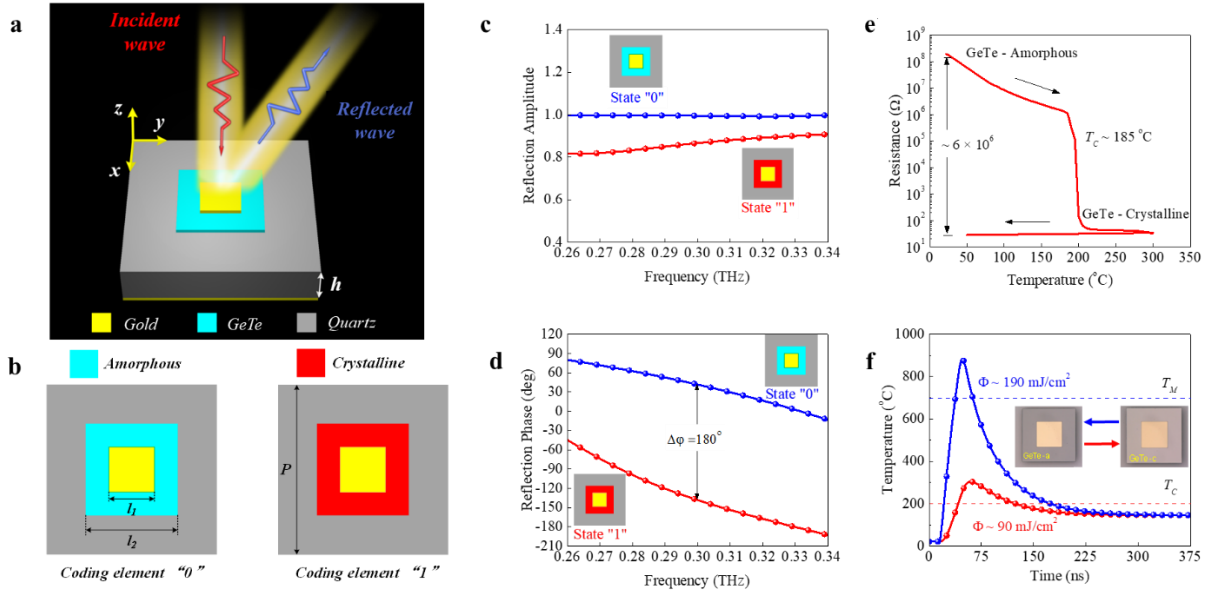 a
Incident
wave
Reflected
wave
z
y
x
h
Gold
GeTe
Quartz
b
Amorphous
Crystalline
l1
l2
P
Coding element “0”
Coding element “1”
c
1.4
1.2
1.0
0.8
0.6
0.4
Reflection Amplitude
State "0"
State "1"
0.26 0.27 0.28 0.29 0.30 0.31 0.32 0.33 0.34
Frequency (THz)
d
120
90
60
30
0
-30
-60
-90
-120
-150
-180
-210
Reflection Phase (deg)
State "0"
Δφ =180°
State "1"
0.26 0.27 0.28 0.29 0.30 0.31 0.32 0.33 0.34
Frequency (THz)
e
10⁹
10⁸
10⁷
10⁶
10⁵
10⁴
10³
10²
10¹
Resistance (Ω)
GeTe - Amorphous
TC ~ 185 °C
~ 6 × 10⁶
GeTe - Crystalline
0 50 100 150 200 250 300 350
Temperature (°C)
f
1000
800
600
400
200
0
Temperature (°C)
Φ ~ 190 mJ/cm²
TM
GeTe-a
GeTe-c
TC
Φ ~ 90 mJ/cm²
0 75 150 225 300 375
Time (ns)